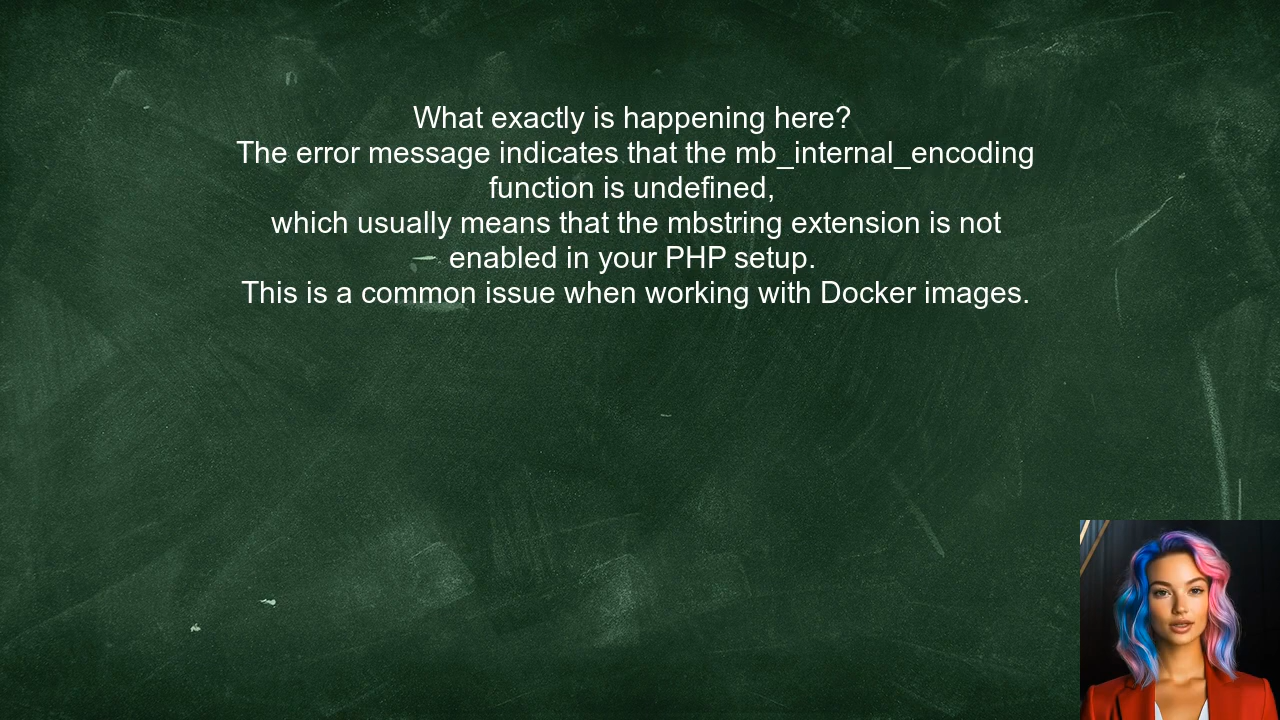 What exactly is happening here?
The error message indicates that the mb_internal_encoding
function is undefined,
which usually means that the mbstring extension is not
enabled in your PHP setup.
This is a common issue when working with Docker images.